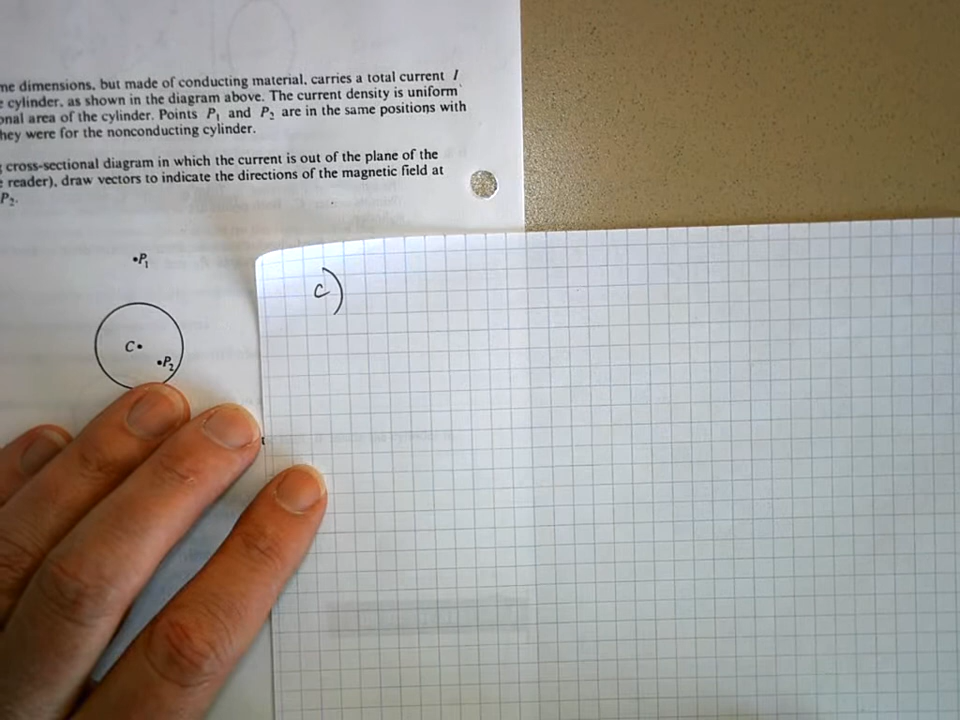 me dimensions, but made of conducting material, carries a total current I
cylinder, as shown in the diagram above. The current density is uniform
onal area of the cylinder. Points P₁ and P₂ are in the same positions with
hey were for the nonconducting cylinder.
cross-sectional diagram in which the current is out of the plane of the
reader), draw vectors to indicate the directions of the magnetic field at
P₂.
•P₁
c)
C•
•P₂